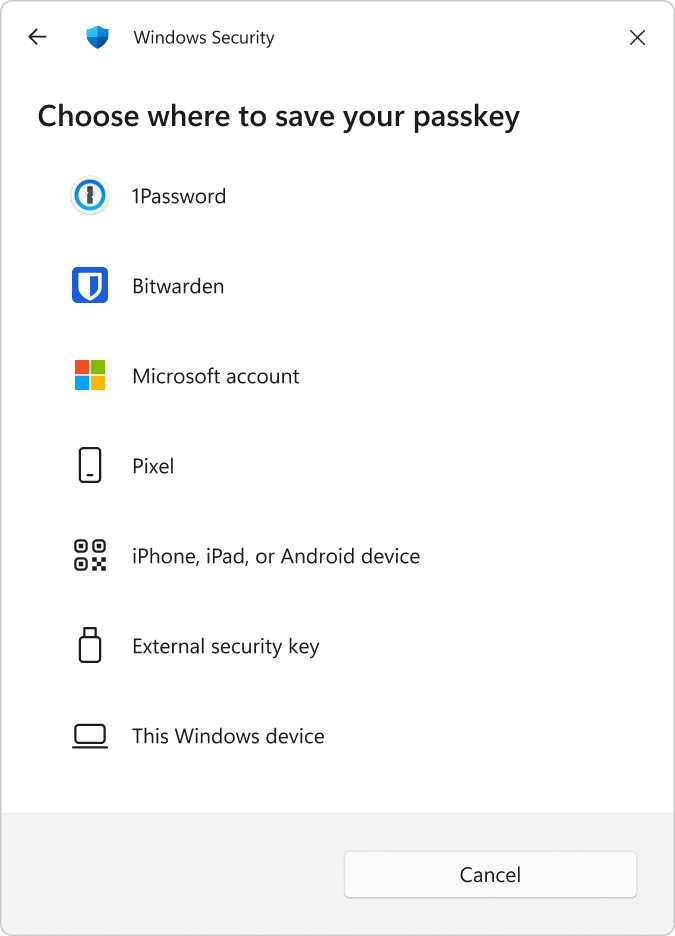 Windows Security
Choose where to save your passkey
1Password
Bitwarden
Microsoft account
Pixel
iPhone, iPad, or Android device
External security key
This Windows device
Cancel